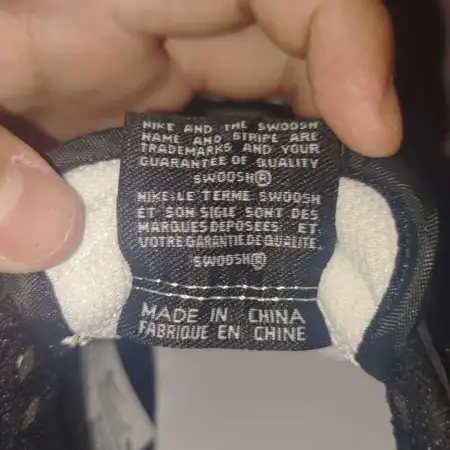 NIKE AND THE SWOOSH
NAME AND STRIPE ARE
TRADEMARKS AND YOUR
GUARANTEE OF QUALITY
SWOOSH®
NIKE: LE TERME SWOOSH
ET SON SIGLE SONT DES
MARQUES DEPOSEES ET
VOTRE GARANTIE DE QUALITE.
SWOOSH®
MADE IN CHINA
FABRIQUE EN CHINE